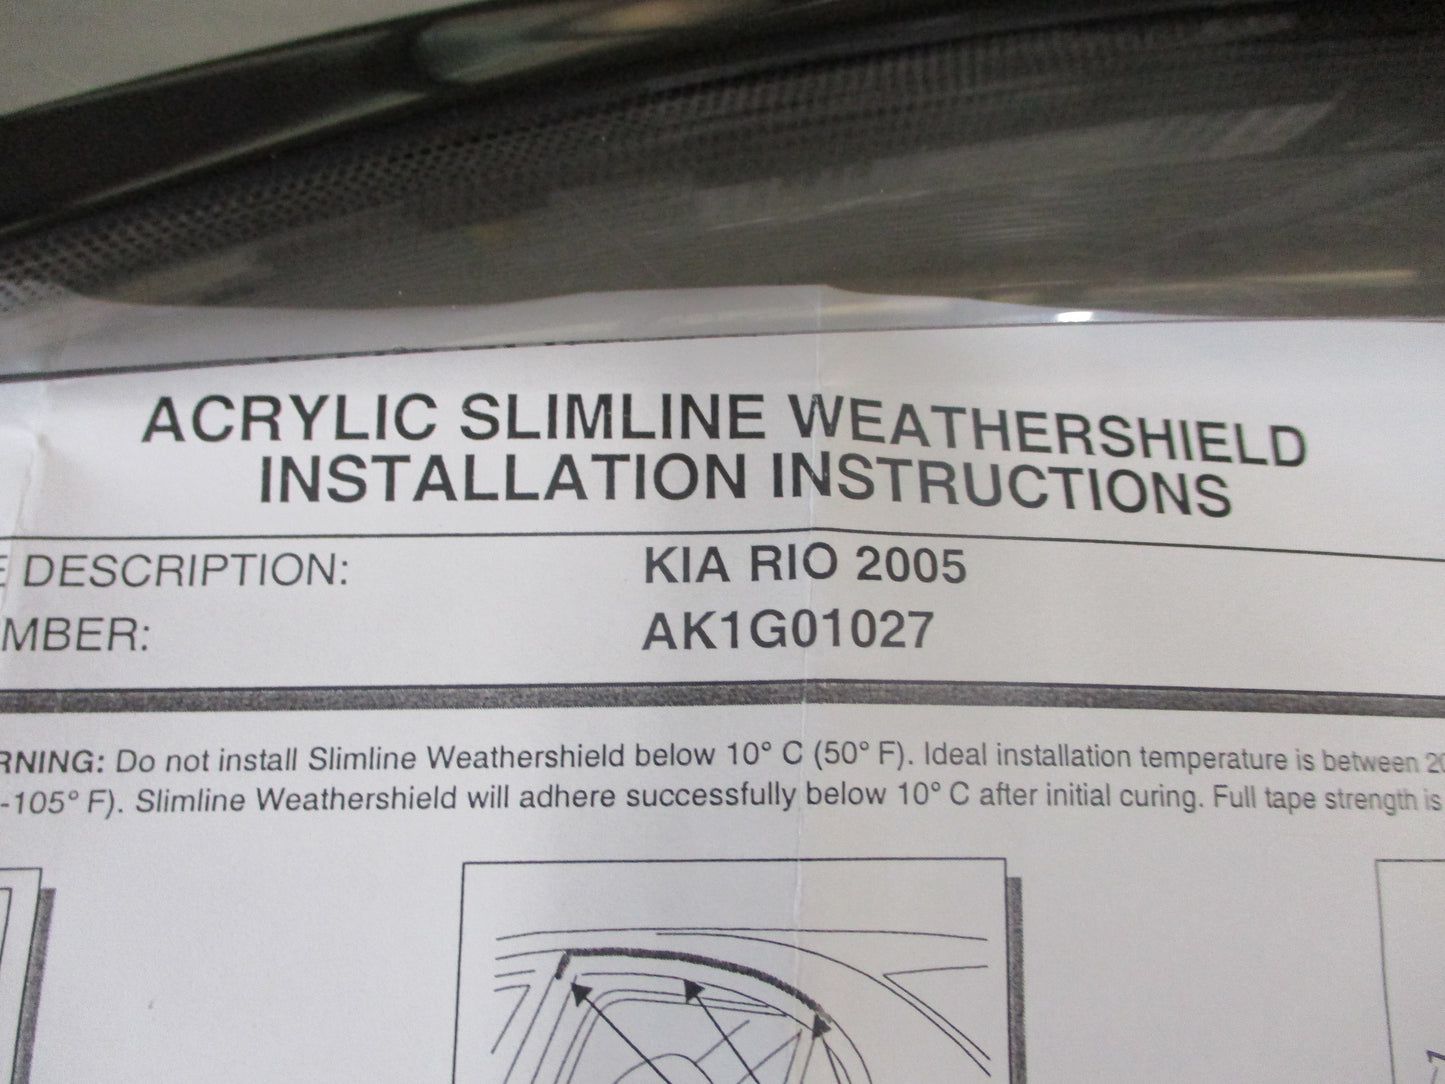 ACRYLIC SLIMLINE WEATHERSHIELD
INSTALLATION INSTRUCTIONS
E DESCRIPTION: KIA RIO 2005
MBER: AK1G01027
RNING: Do not install Slimline Weathershield below 10° C (50° F). Ideal installation temperature is between 20
-105° F). Slimline Weathershield will adhere successfully below 10° C after initial curing. Full tape strength is